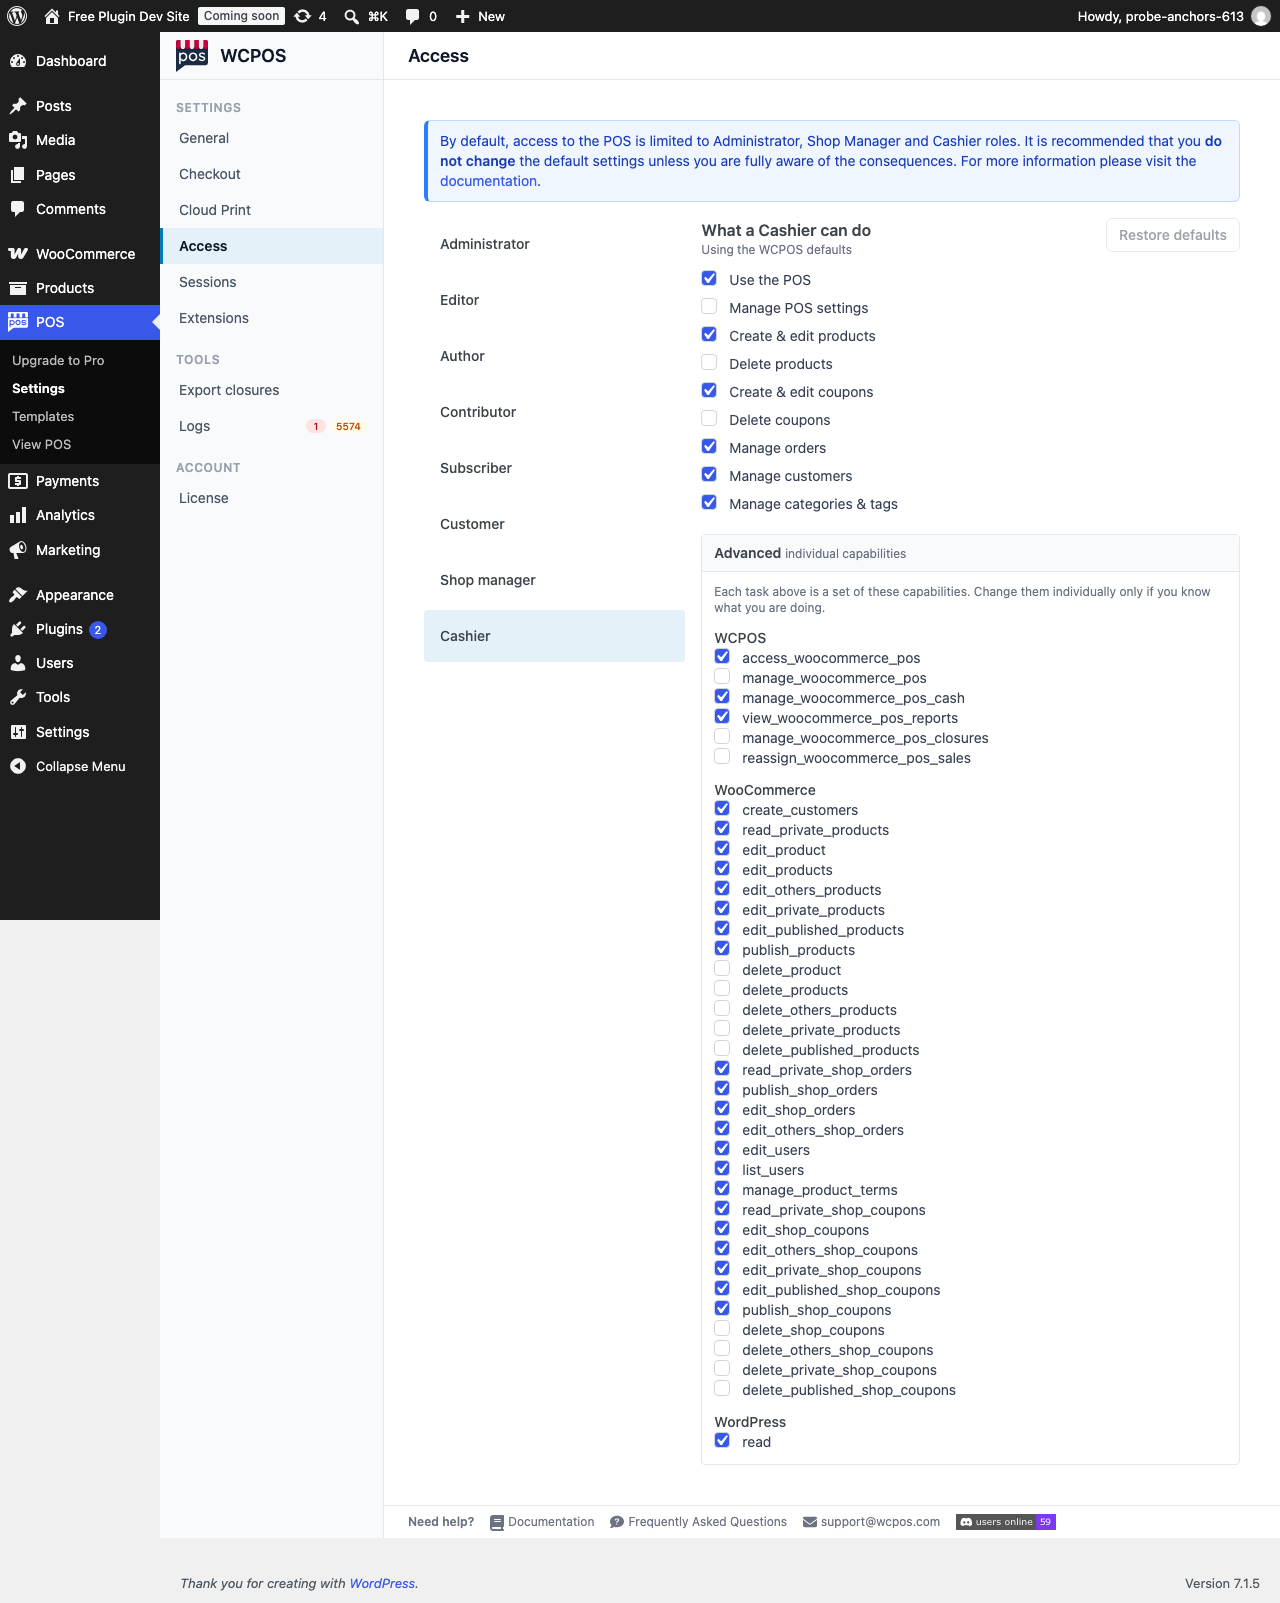 Free Plugin Dev Site Coming soon 4 ⌘K 0 New Howdy, probe-anchors-613
Dashboard
Posts
Media
Pages
Comments
WooCommerce
Products
POS
Upgrade to Pro
Settings
Templates
View POS
Payments
Analytics
Marketing
Appearance
Plugins 2
Users
Tools
Settings
Collapse Menu
pos WCPOS
SETTINGS
General
Checkout
Cloud Print
Access
Sessions
Extensions
TOOLS
Export closures
Logs 1 5574
ACCOUNT
License
Access
By default, access to the POS is limited to Administrator, Shop Manager and Cashier roles. It is recommended that you do
not change the default settings unless you are fully aware of the consequences. For more information please visit the
documentation.
Administrator
Editor
Author
Contributor
Subscriber
Customer
Shop manager
Cashier
What a Cashier can do
Using the WCPOS defaults
Restore defaults
Use the POS
Manage POS settings
Create & edit products
Delete products
Create & edit coupons
Delete coupons
Manage orders
Manage customers
Manage categories & tags
Advanced individual capabilities
Each task above is a set of these capabilities. Change them individually only if you know
what you are doing.
WCPOS
access_woocommerce_pos
manage_woocommerce_pos
manage_woocommerce_pos_cash
view_woocommerce_pos_reports
manage_woocommerce_pos_closures
reassign_woocommerce_pos_sales
WooCommerce
create_customers
read_private_products
edit_product
edit_products
edit_others_products
edit_private_products
edit_published_products
publish_products
delete_product
delete_products
delete_others_products
delete_private_products
delete_published_products
read_private_shop_orders
publish_shop_orders
edit_shop_orders
edit_others_shop_orders
edit_users
list_users
manage_product_terms
read_private_shop_coupons
edit_shop_coupons
edit_others_shop_coupons
edit_private_shop_coupons
edit_published_shop_coupons
publish_shop_coupons
delete_shop_coupons
delete_others_shop_coupons
delete_private_shop_coupons
delete_published_shop_coupons
WordPress
read
Need help? Documentation Frequently Asked Questions support@wcpos.com users online 59
Thank you for creating with WordPress. Version 7.1.5